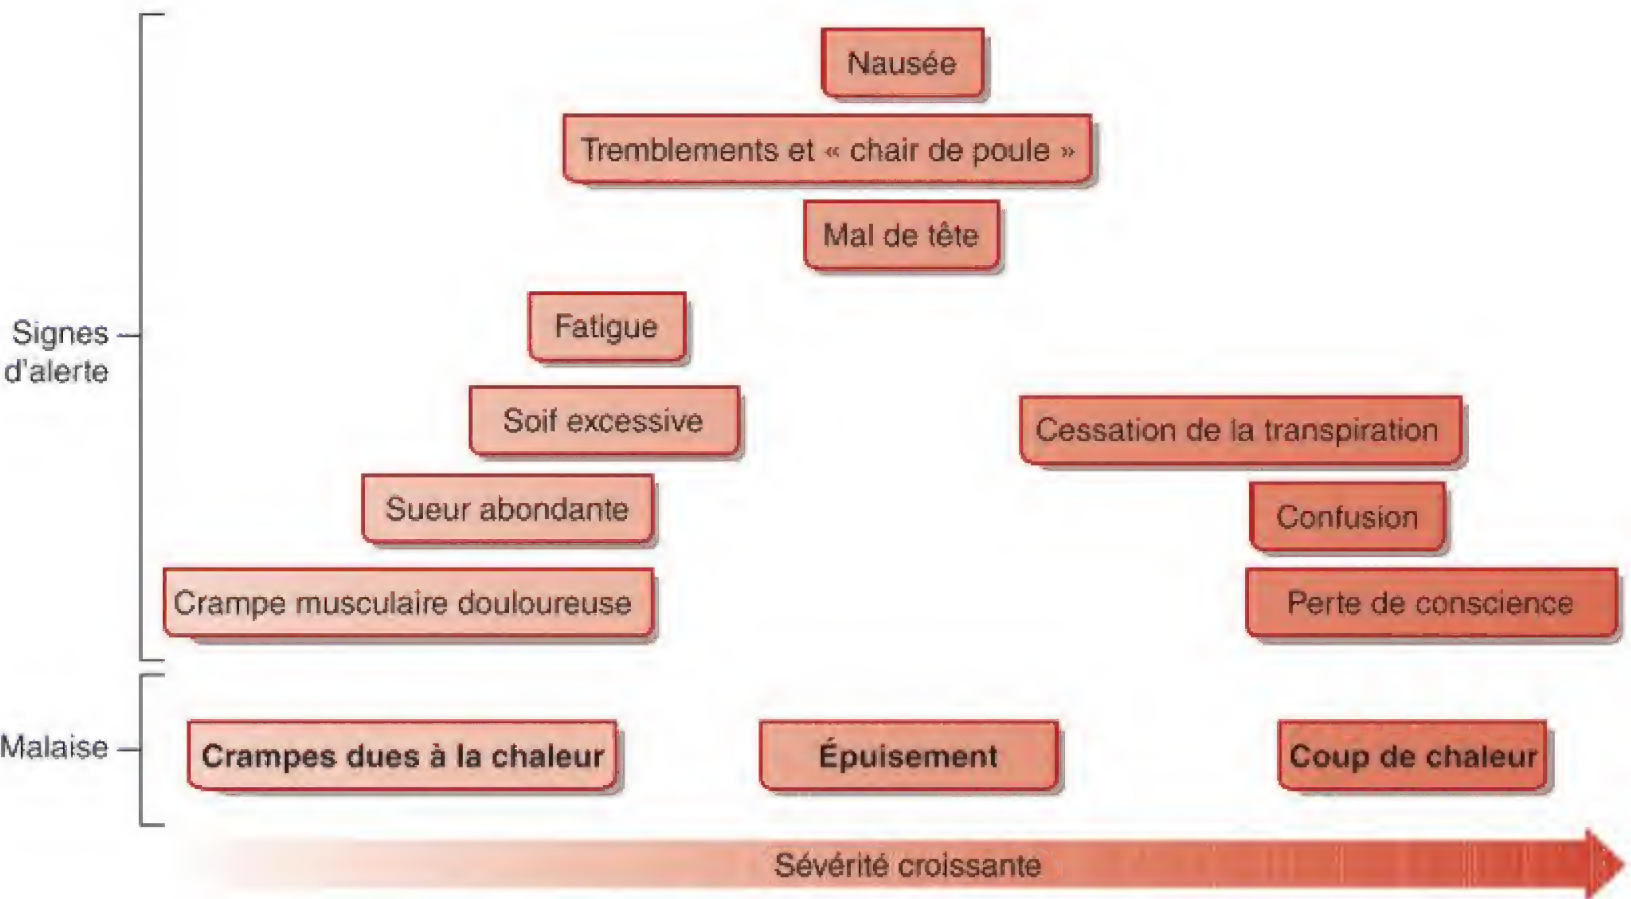 Nausée
Tremblements et « chair de poule »
Mal de tête
Fatigue
Signes
d'alerte
Soif excessive
Cessation de la transpiration
Sueur abondante
Confusion
Crampe musculaire douloureuse
Perte de conscience
Malaise
Crampes dues à la chaleur
Épuisement
Coup de chaleur
Sévérité croissante